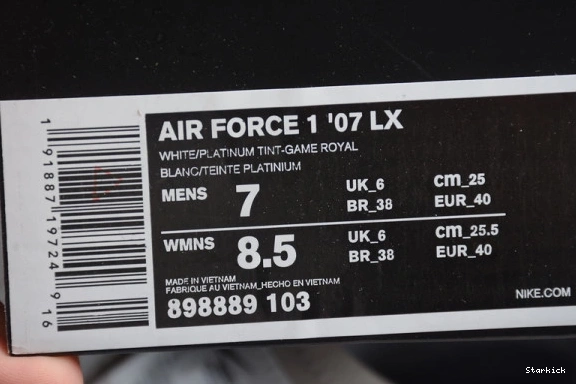 AIR FORCE 1 '07 LX
WHITE/PLATINUM TINT-GAME ROYAL
BLANC/TEINTE PLATINIUM
MENS 7 UK_6 cm_25
BR_38 EUR_40
WMNS 8.5 UK_6 cm_25.5
BR_38 EUR_40
MADE IN VIETNAM
FABRIQUE AU VIETNAM_HECHO EN VIETNAM
898889 103
NIKE.COM
1 91887 19724 916
Starkick